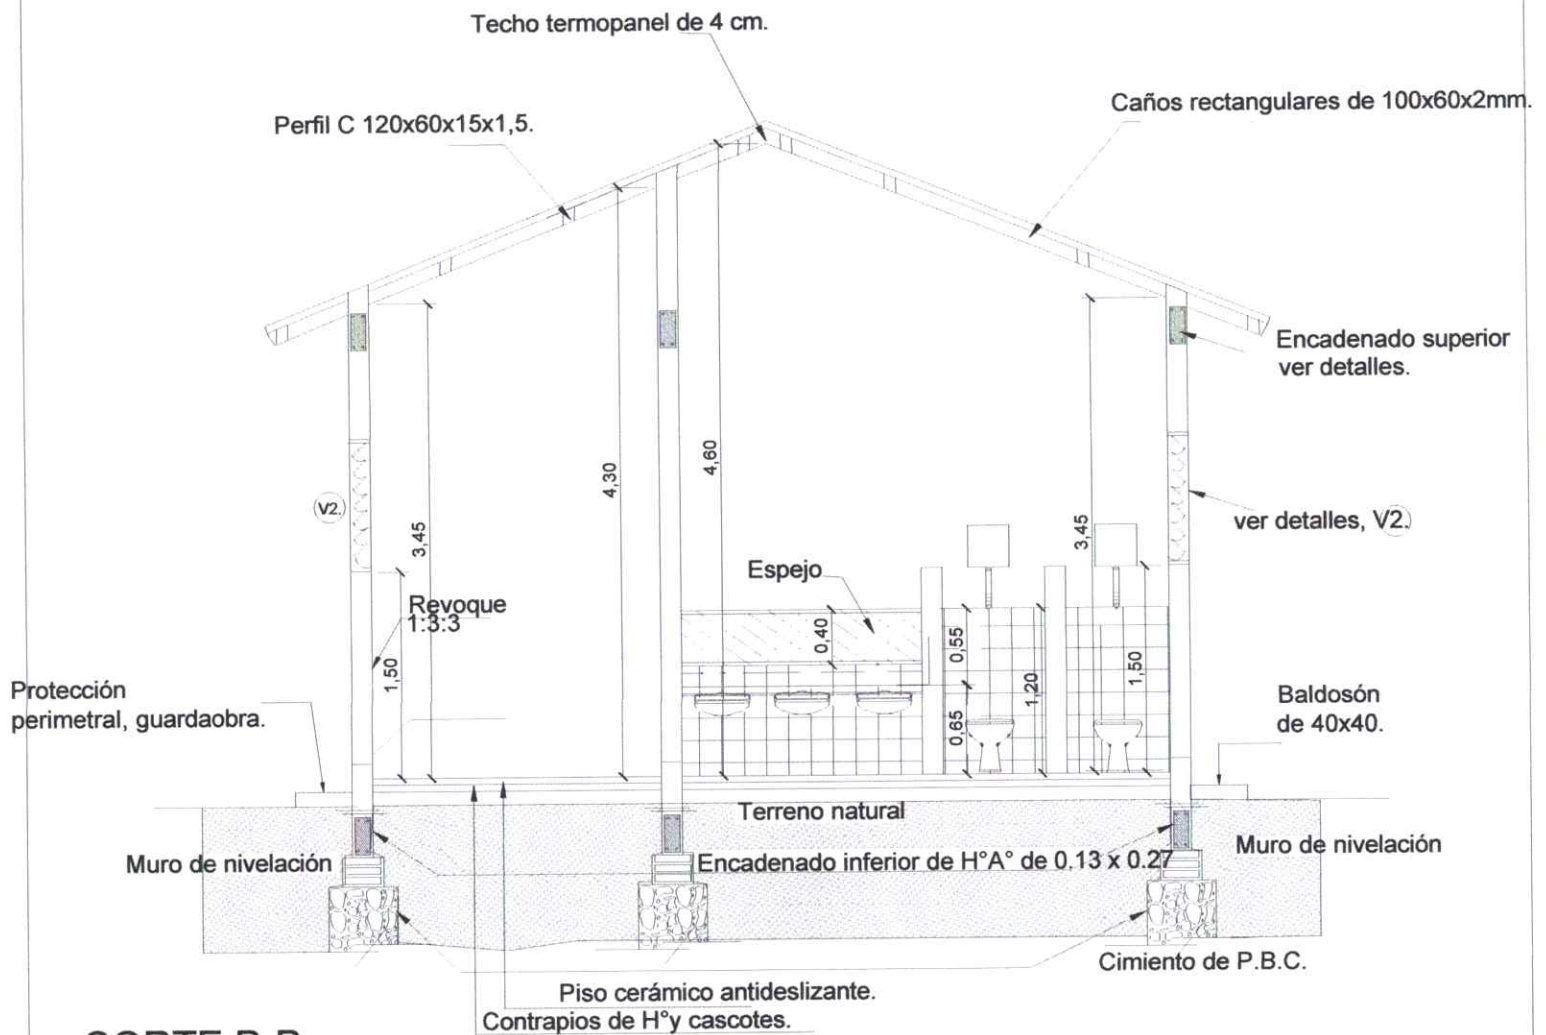 Techo termopanel de 4 cm.
Caños rectangulares de 100x60x2mm.
Perfil C 120x60x15x1,5.
Encadenado superior
ver detalles.
4,60
4,30
3,45
3,45
V2.
ver detalles, V2.
Espejo
Revoque
1:3:3
0,40
0,55
1,50
1,50
1,20
0,65
Protección
perimetral, guardaobra.
Baldosón
de 40x40.
Terreno natural
Muro de nivelación
Encadenado inferior de H°A° de 0.13 x 0.27
Muro de nivelación
Cimiento de P.B.C.
Piso cerámico antideslizante.
Contrapios de H°y cascotes.